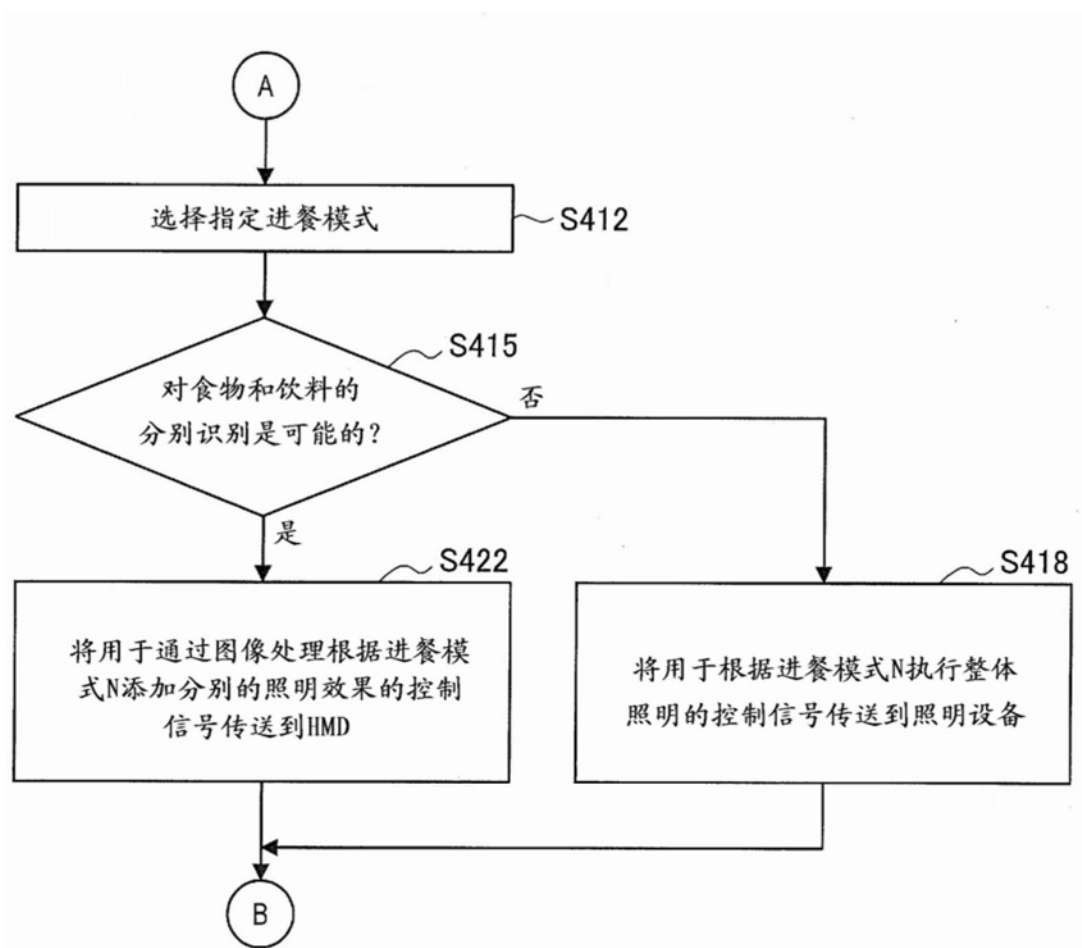 A
选择指定进餐模式
S412
S415
对食物和饮料的
分别识别是可能的?
否
是
S422
将用于通过图像处理根据进餐模
式N添加分别的照明效果的控制
信号传送到HMD
S418
将用于根据进餐模式N执行整体
照明的控制信号传送到照明设备
B